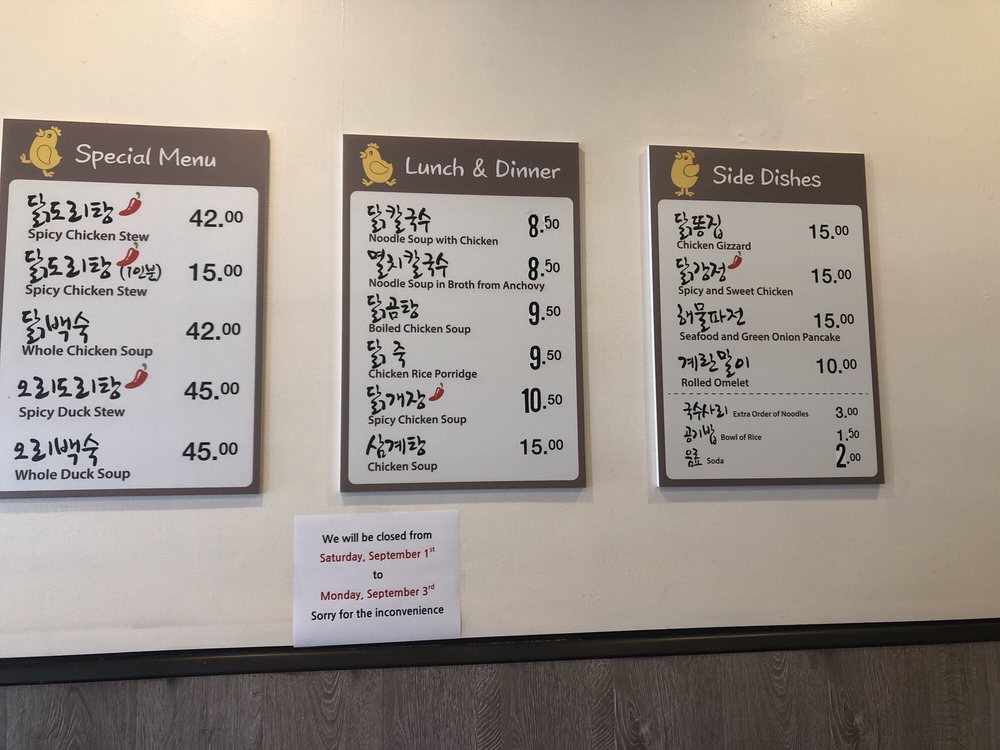 Special Menu
닭도리탕 42.00
Spicy Chicken Stew
닭도리탕 (1인분) 15.00
Spicy Chicken Stew
닭백숙 42.00
Whole Chicken Soup
오리도리탕 45.00
Spicy Duck Stew
오리백숙 45.00
Whole Duck Soup
Lunch & Dinner
닭칼국수 8.50
Noodle Soup with Chicken
멸치칼국수 8.50
Noodle Soup in Broth from Anchovy
닭곰탕 9.50
Boiled Chicken Soup
닭죽 9.50
Chicken Rice Porridge
닭개장 10.50
Spicy Chicken Soup
삼계탕 15.00
Chicken Soup
Side Dishes
닭똥집 15.00
Chicken Gizzard
닭강정 15.00
Spicy and Sweet Chicken
해물파전 15.00
Seafood and Green Onion Pancake
계란말이 10.00
Rolled Omelet
국수사리 Extra Order of Noodles 3.00
공기밥 Bowl of Rice 1.50
음료 Soda 2.00
We will be closed from
Saturday, September 1st
to
Monday, September 3rd
Sorry for the inconvenience